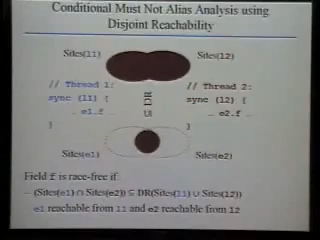 Conditional Must Not Alias Analysis using
Disjoint Reachability
Sites(l1) Sites(l2)
// Thread 1: // Thread 2:
sync (l1) { sync (l2) {
… e1.f … … e2.f …
} }
⊆ DR
Sites(e1) Sites(e2)
Field f is race-free if:
– (Sites(e1) ∩ Sites(e2)) ⊆ DR(Sites(l1) ∪ Sites(l2))
e1 reachable from l1 and e2 reachable from l2